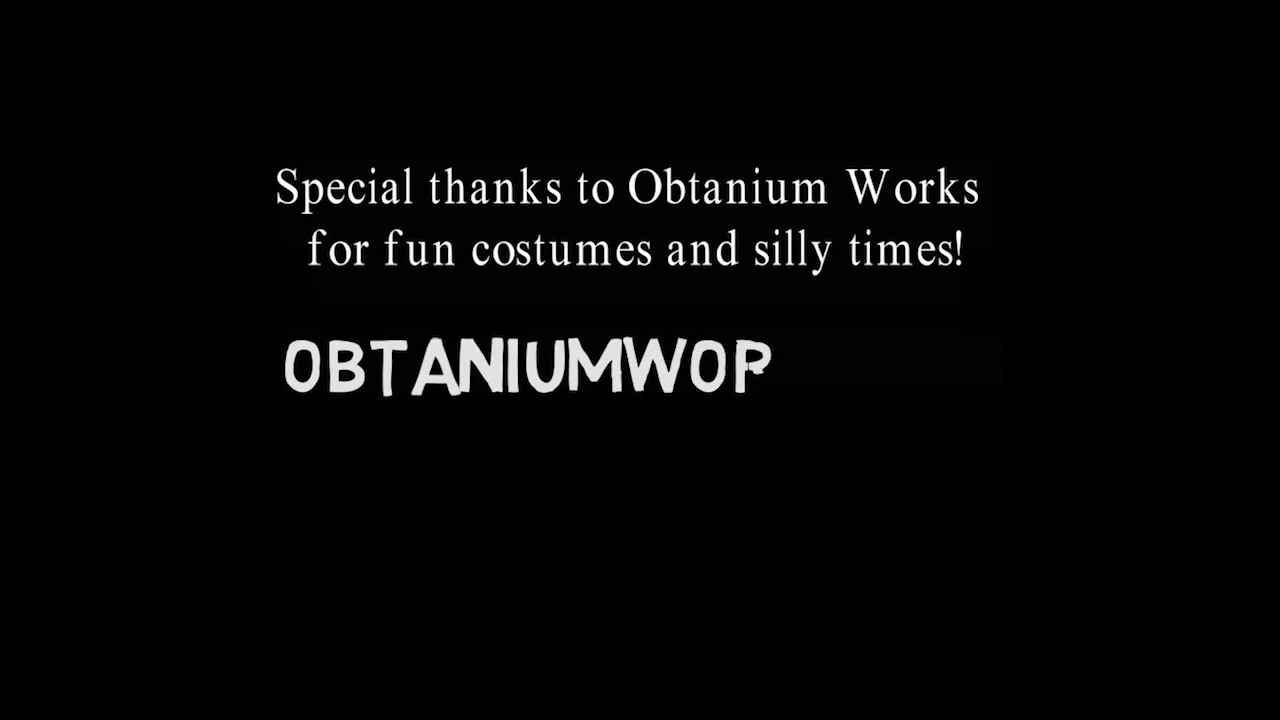 Special thanks to Obtanium Works
for fun costumes and silly times!
OBTANIUMWOP